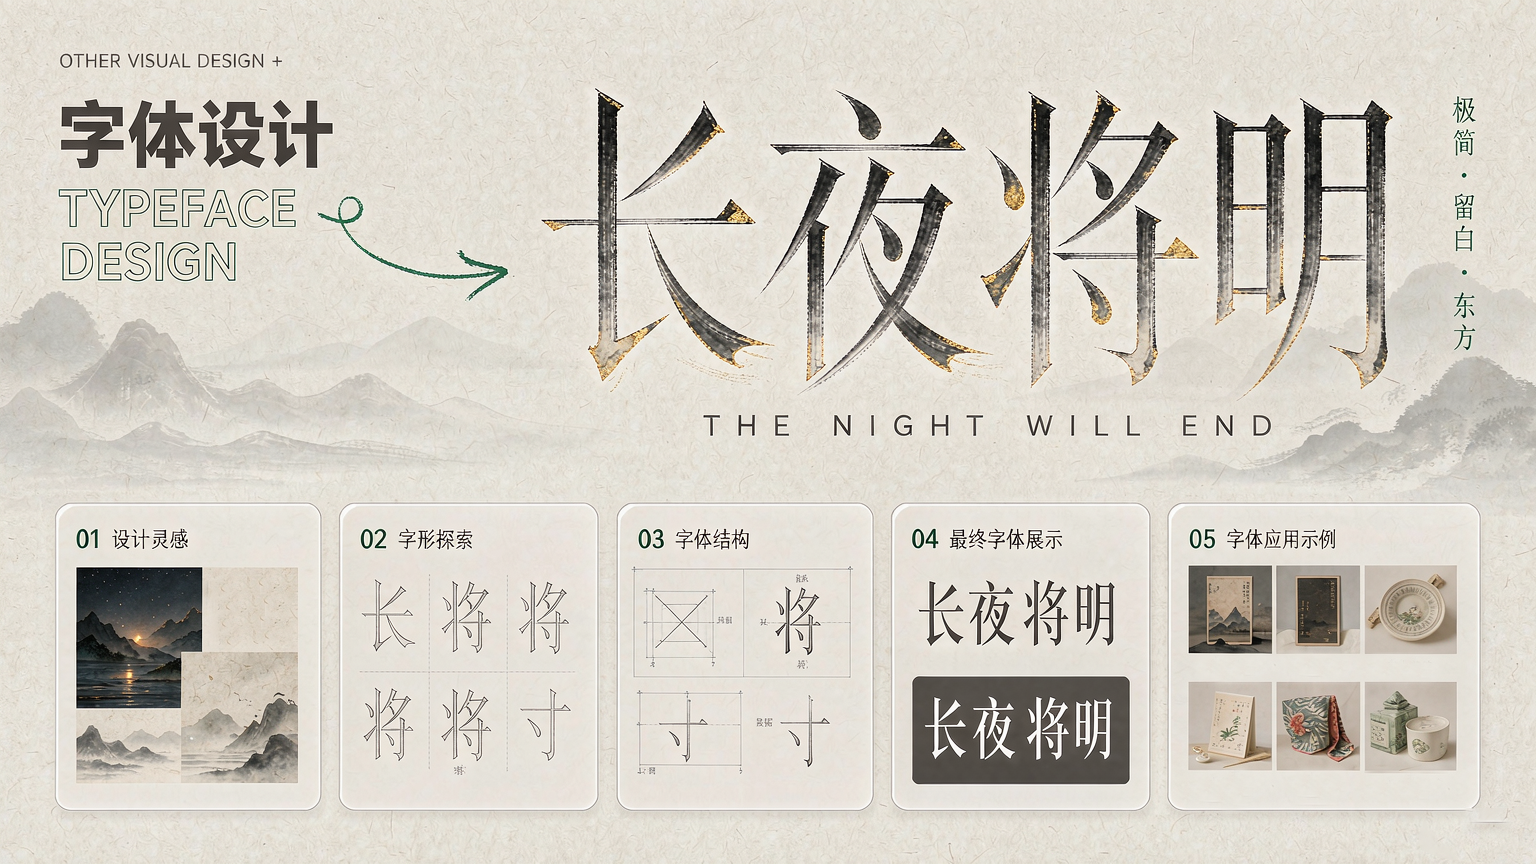 OTHER VISUAL DESIGN +
字体设计
TYPEFACE
DESIGN
长夜将明
THE NIGHT WILL END
极简·留白·东方
01 设计灵感
02 字形探索
长 将 将
将 将 寸
03 字体结构
将
寸 寸
04 最终字体展示
长夜将明
长夜将明
05 字体应用示例